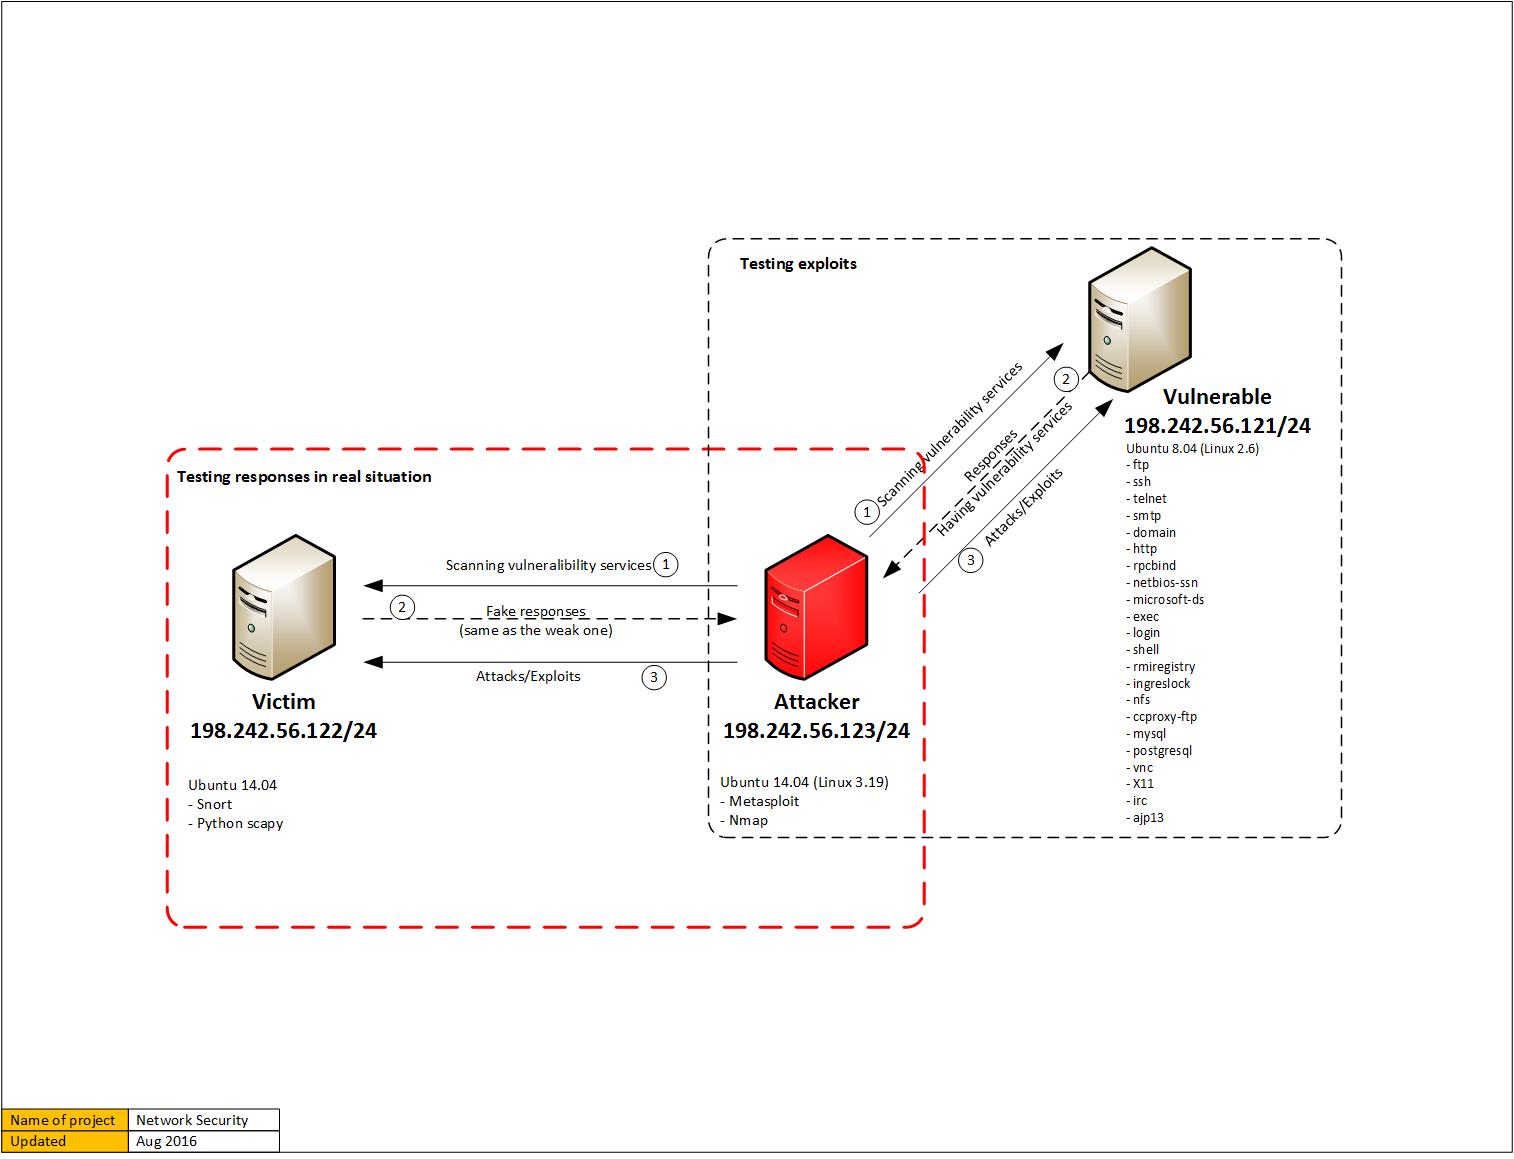 Testing exploits
Vulnerable
198.242.56.121/24
Ubuntu 8.04 (Linux 2.6)
- ftp
- ssh
- telnet
- smtp
- domain
- http
- rpcbind
- netbios-ssn
- microsoft-ds
- exec
- login
- shell
- rmiregistry
- ingreslock
- nfs
- ccproxy-ftp
- mysql
- postgresql
- vnc
- X11
- irc
- ajp13
1
Scanning vulnerability services
2
Responses
Having vulnerability services
3
Attacks/Exploits
Testing responses in real situation
Scanning vulneralibility services
1
2
Fake responses
(same as the weak one)
Attacks/Exploits
3
Victim
198.242.56.122/24
Ubuntu 14.04
- Snort
- Python scapy
Attacker
198.242.56.123/24
Ubuntu 14.04 (Linux 3.19)
- Metasploit
- Nmap
Name of project Network Security
Updated Aug 2016